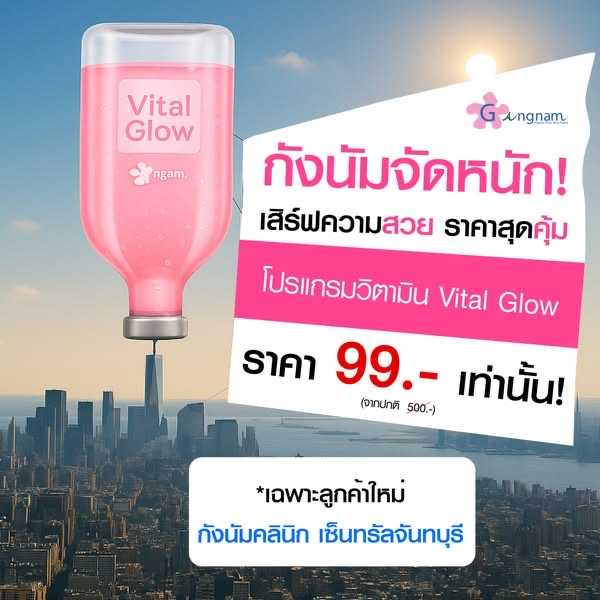 Vital
Glow
ngam.
Gangnam
กังนัมจัดหนัก!
เสิร์ฟความสวย ราคาสุดคุ้ม
โปรแกรมวิตามิน Vital Glow
ราคา 99.- เท่านั้น!
(จากปกติ 500.-)
*เฉพาะลูกค้าใหม่
กังนัมคลินิก เซ็นทรัลจันทบุรี